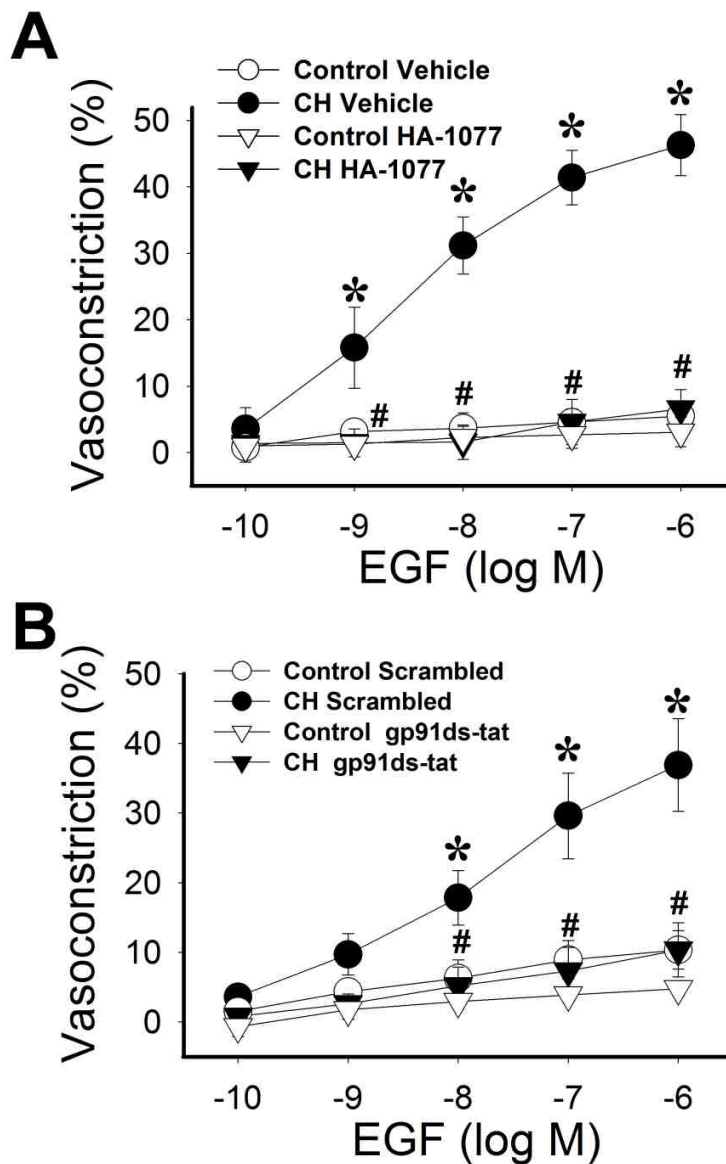 A
Control Vehicle
CH Vehicle
Control HA-1077
CH HA-1077
Vasoconstriction (%)
50
40
30
20
10
0
* * * *
# # # #
-10 -9 -8 -7 -6
EGF (log M)
B
Control Scrambled
CH Scrambled
Control gp91ds-tat
CH gp91ds-tat
Vasoconstriction (%)
50
40
30
20
10
0
* * *
# # #
-10 -9 -8 -7 -6
EGF (log M)